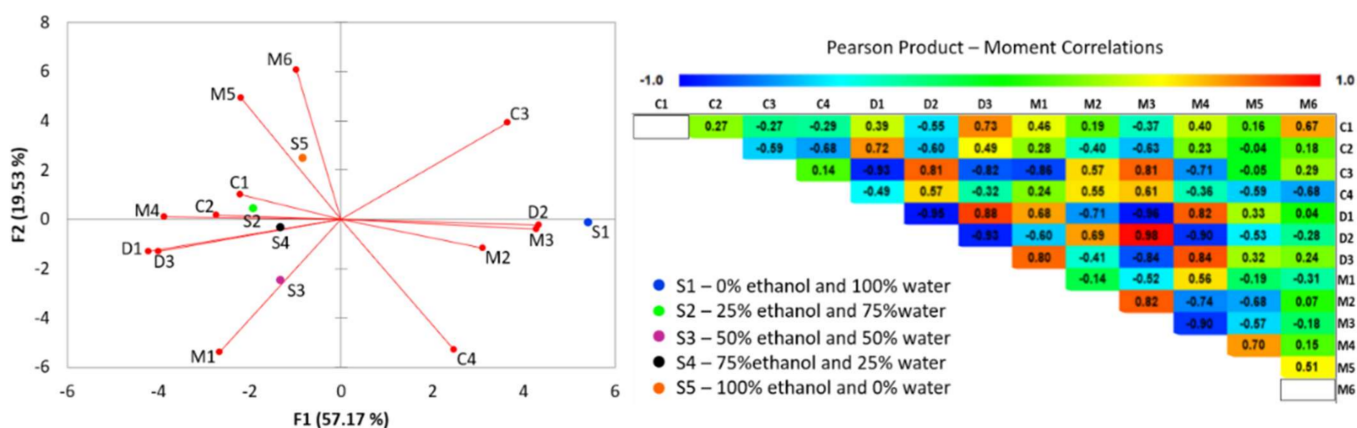 8
6
4
2
0
-2
-4
-6
-6
-4
-2
0
2
4
6
F2 (19.53 %)
F1 (57.17 %)
M6
M5
C3
S5
C1
M4
C2
S2
S4
D2
M3
S1
D1
D3
M2
S3
M1
C4
Pearson Product – Moment Correlations
-1.0 1.0
C1 C2 C3 C4 D1 D2 D3 M1 M2 M3 M4 M5 M6
0.27 -0.27 -0.29 0.39 -0.55 0.73 0.46 0.19 -0.37 0.40 0.16 0.67 C1
-0.59 -0.68 0.72 -0.60 0.49 0.28 -0.40 -0.63 0.23 -0.04 0.18 C2
0.14 -0.93 0.81 -0.82 -0.86 0.57 0.81 -0.71 -0.05 0.29 C3
-0.49 0.57 -0.32 0.24 0.55 0.61 -0.36 -0.59 -0.68 C4
-0.95 0.88 0.68 -0.71 -0.96 0.82 0.33 0.04 D1
-0.93 -0.60 0.69 0.98 -0.90 -0.53 -0.28 D2
0.80 -0.41 -0.84 0.84 0.32 0.24 D3
-0.14 -0.52 0.56 -0.19 -0.31 M1
0.82 -0.74 -0.68 0.07 M2
-0.90 -0.57 -0.18 M3
0.70 0.15 M4
0.51 M5
M6
S1 – 0% ethanol and 100% water
S2 – 25% ethanol and 75%water
S3 – 50% ethanol and 50% water
S4 – 75%ethanol and 25% water
S5 – 100% ethanol and 0% water